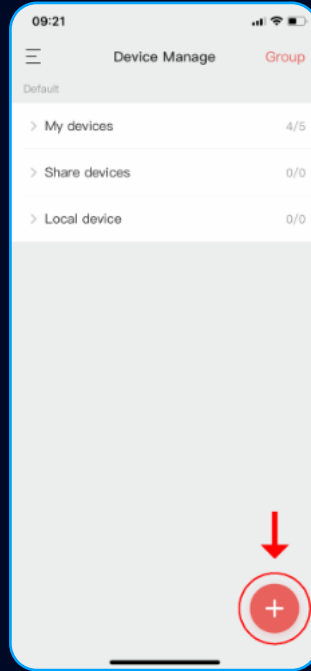 09:21
Device Manage
Group
Default
My devices 4/5
Share devices 0/0
Local device 0/0
+